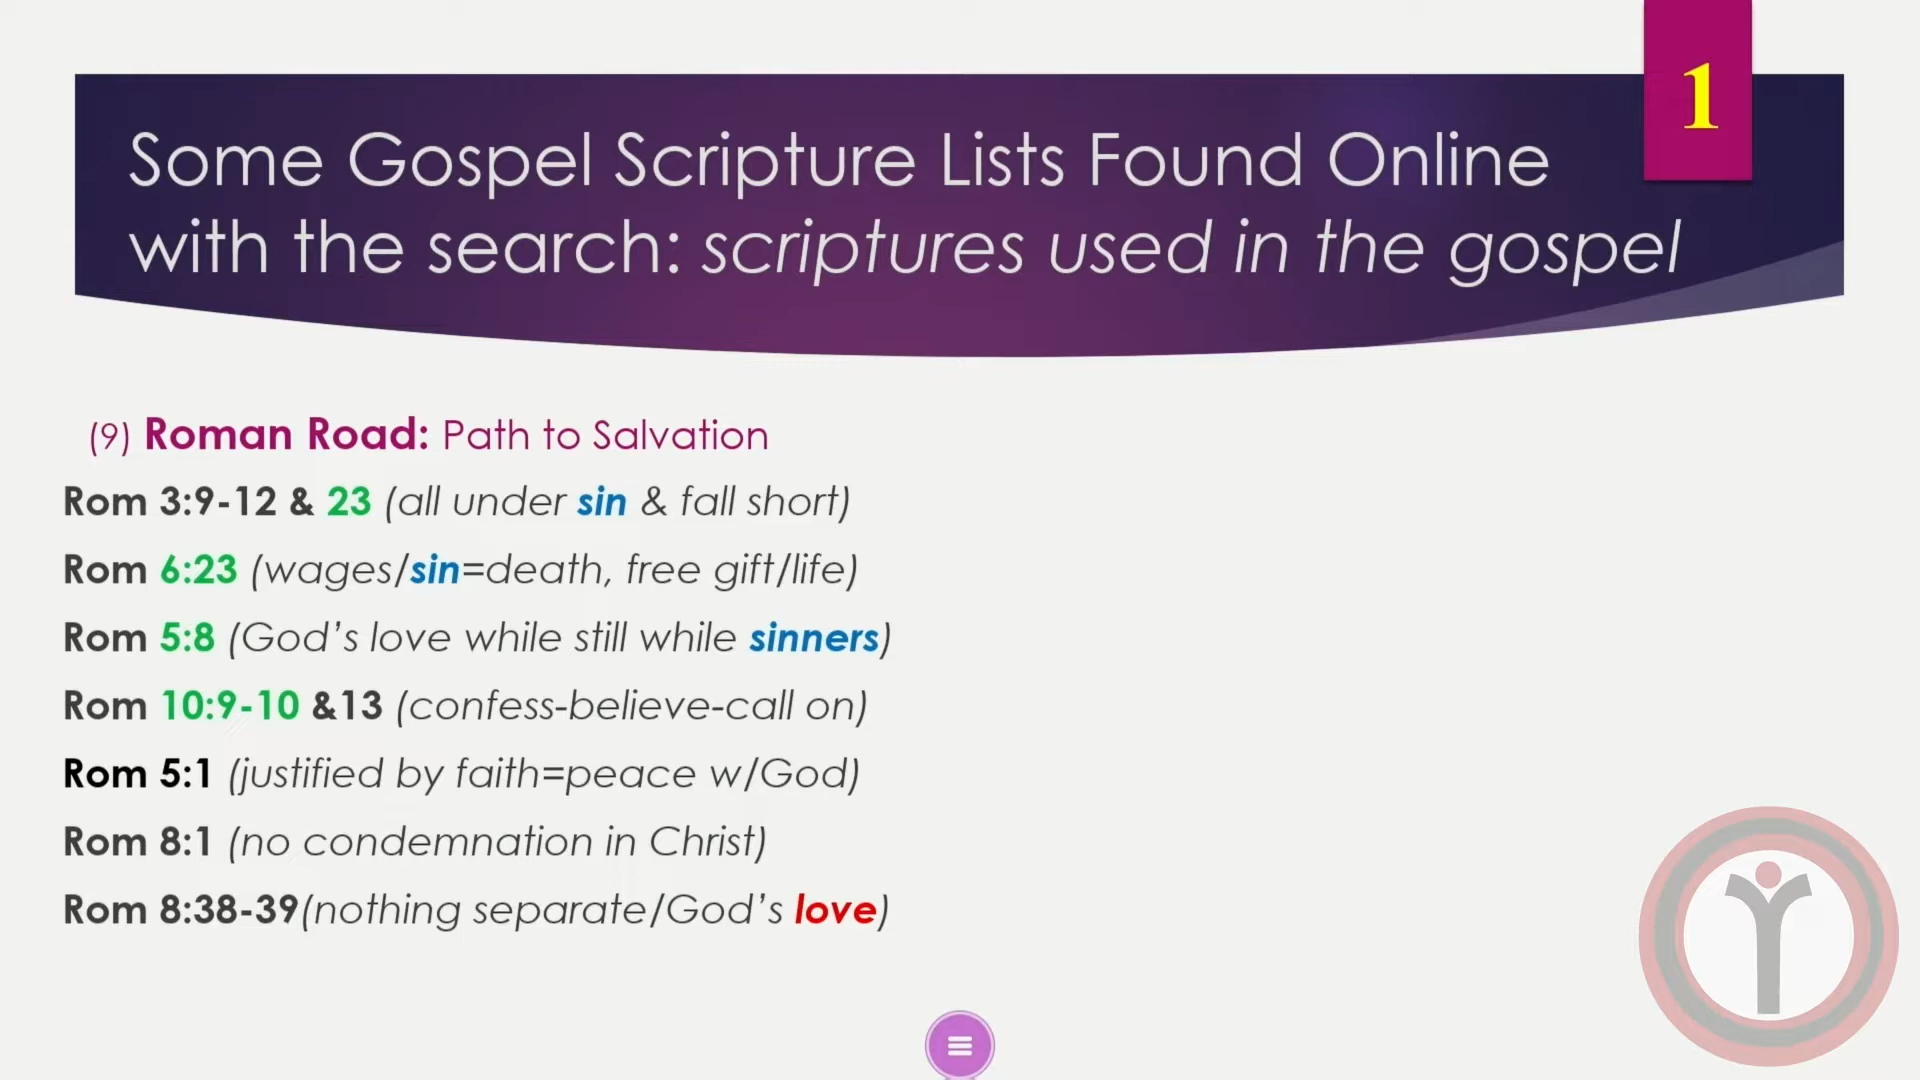 1
Some Gospel Scripture Lists Found Online
with the search: scriptures used in the gospel
(9) Roman Road: Path to Salvation
Rom 3:9-12 & 23 (all under sin & fall short)
Rom 6:23 (wages/sin=death, free gift/life)
Rom 5:8 (God’s love while still while sinners)
Rom 10:9-10 &13 (confess-believe-call on)
Rom 5:1 (justified by faith=peace w/God)
Rom 8:1 (no condemnation in Christ)
Rom 8:38-39(nothing separate/God’s love)